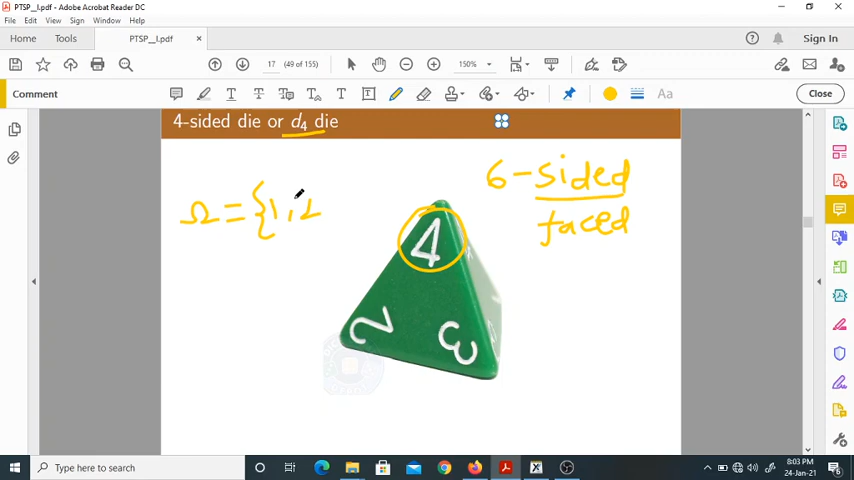 PTSP__I.pdf - Adobe Acrobat Reader DC
File Edit View Sign Window Help
Home Tools PTSP__I.pdf × Sign In
17 (49 of 155) 150%
Comment Close
4-sided die or d₄ die
6-sided
faced
Ω = {1, 2
4
2
3
Type here to search
8:03 PM
24-Jan-21